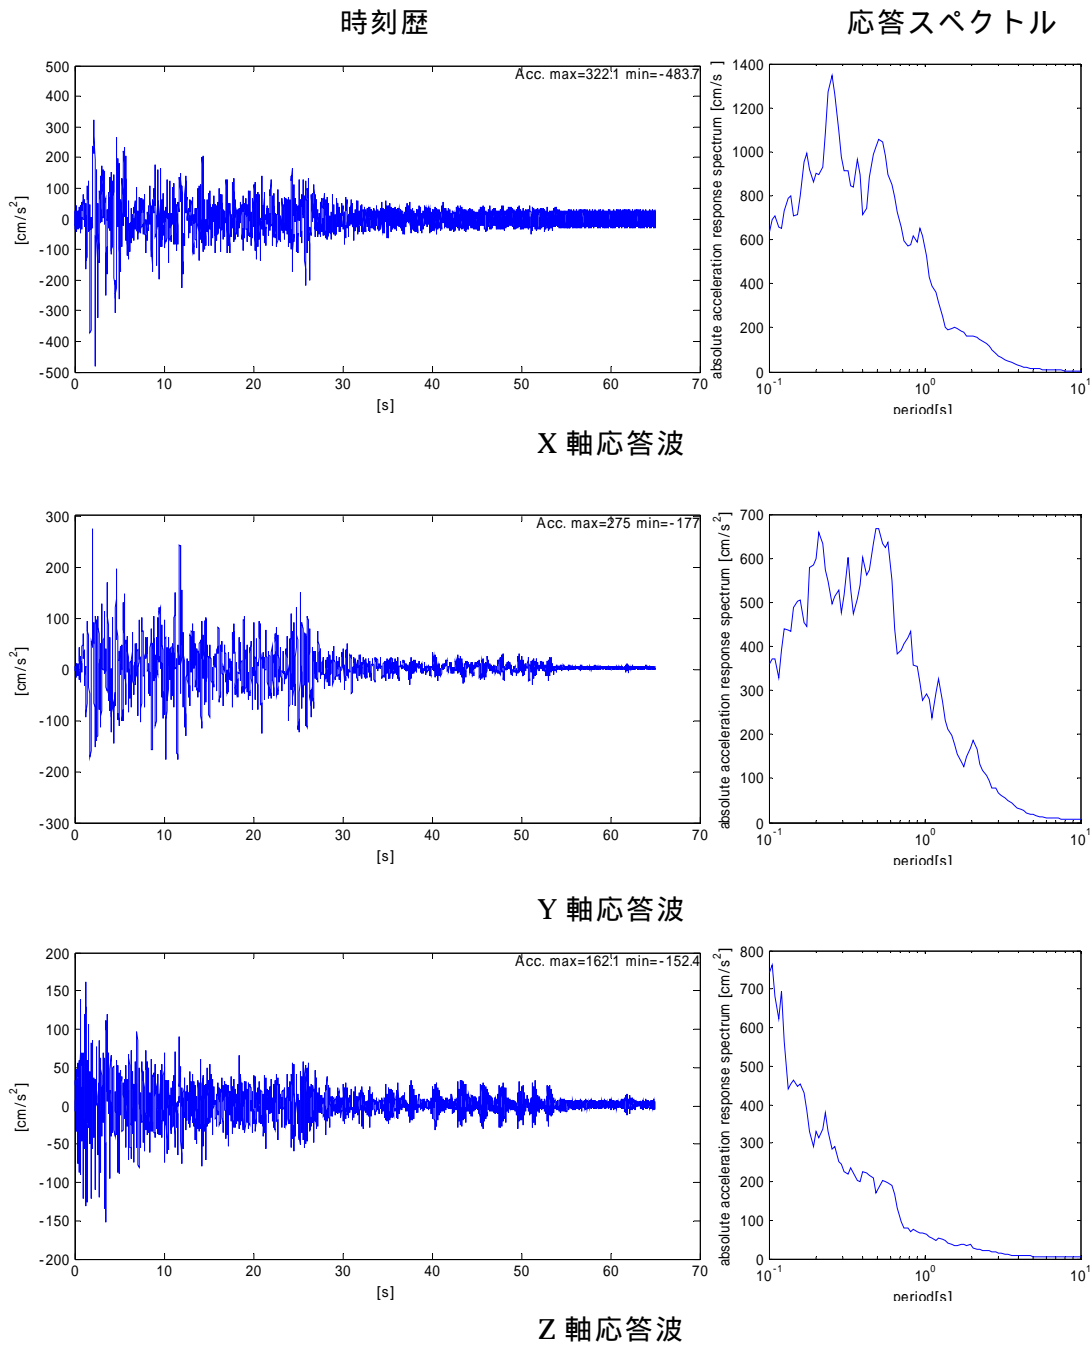 時刻歴
応答スペクトル
Acc. max=322.1 min=-483.7
500
400
300
200
100
0
-100
-200
-300
-400
-500
[cm/s²]
0 10 20 30 40 50 60 70
[s]
absolute acceleration response spectrum [cm/s²]
1400
1200
1000
800
600
400
200
0
10⁻¹ 10⁰ 10¹
period[s]
X 軸応答波
Acc. max=275 min=-177
300
200
100
0
-100
-200
-300
[cm/s²]
0 10 20 30 40 50 60 70
[s]
absolute acceleration response spectrum [cm/s²]
700
600
500
400
300
200
100
0
10⁻¹ 10⁰ 10¹
period[s]
Y 軸応答波
Acc. max=162.1 min=-152.4
200
150
100
50
0
-50
-100
-150
-200
[cm/s²]
0 10 20 30 40 50 60 70
[s]
absolute acceleration response spectrum [cm/s²]
800
700
600
500
400
300
200
100
0
10⁻¹ 10⁰ 10¹
period[s]
Z 軸応答波